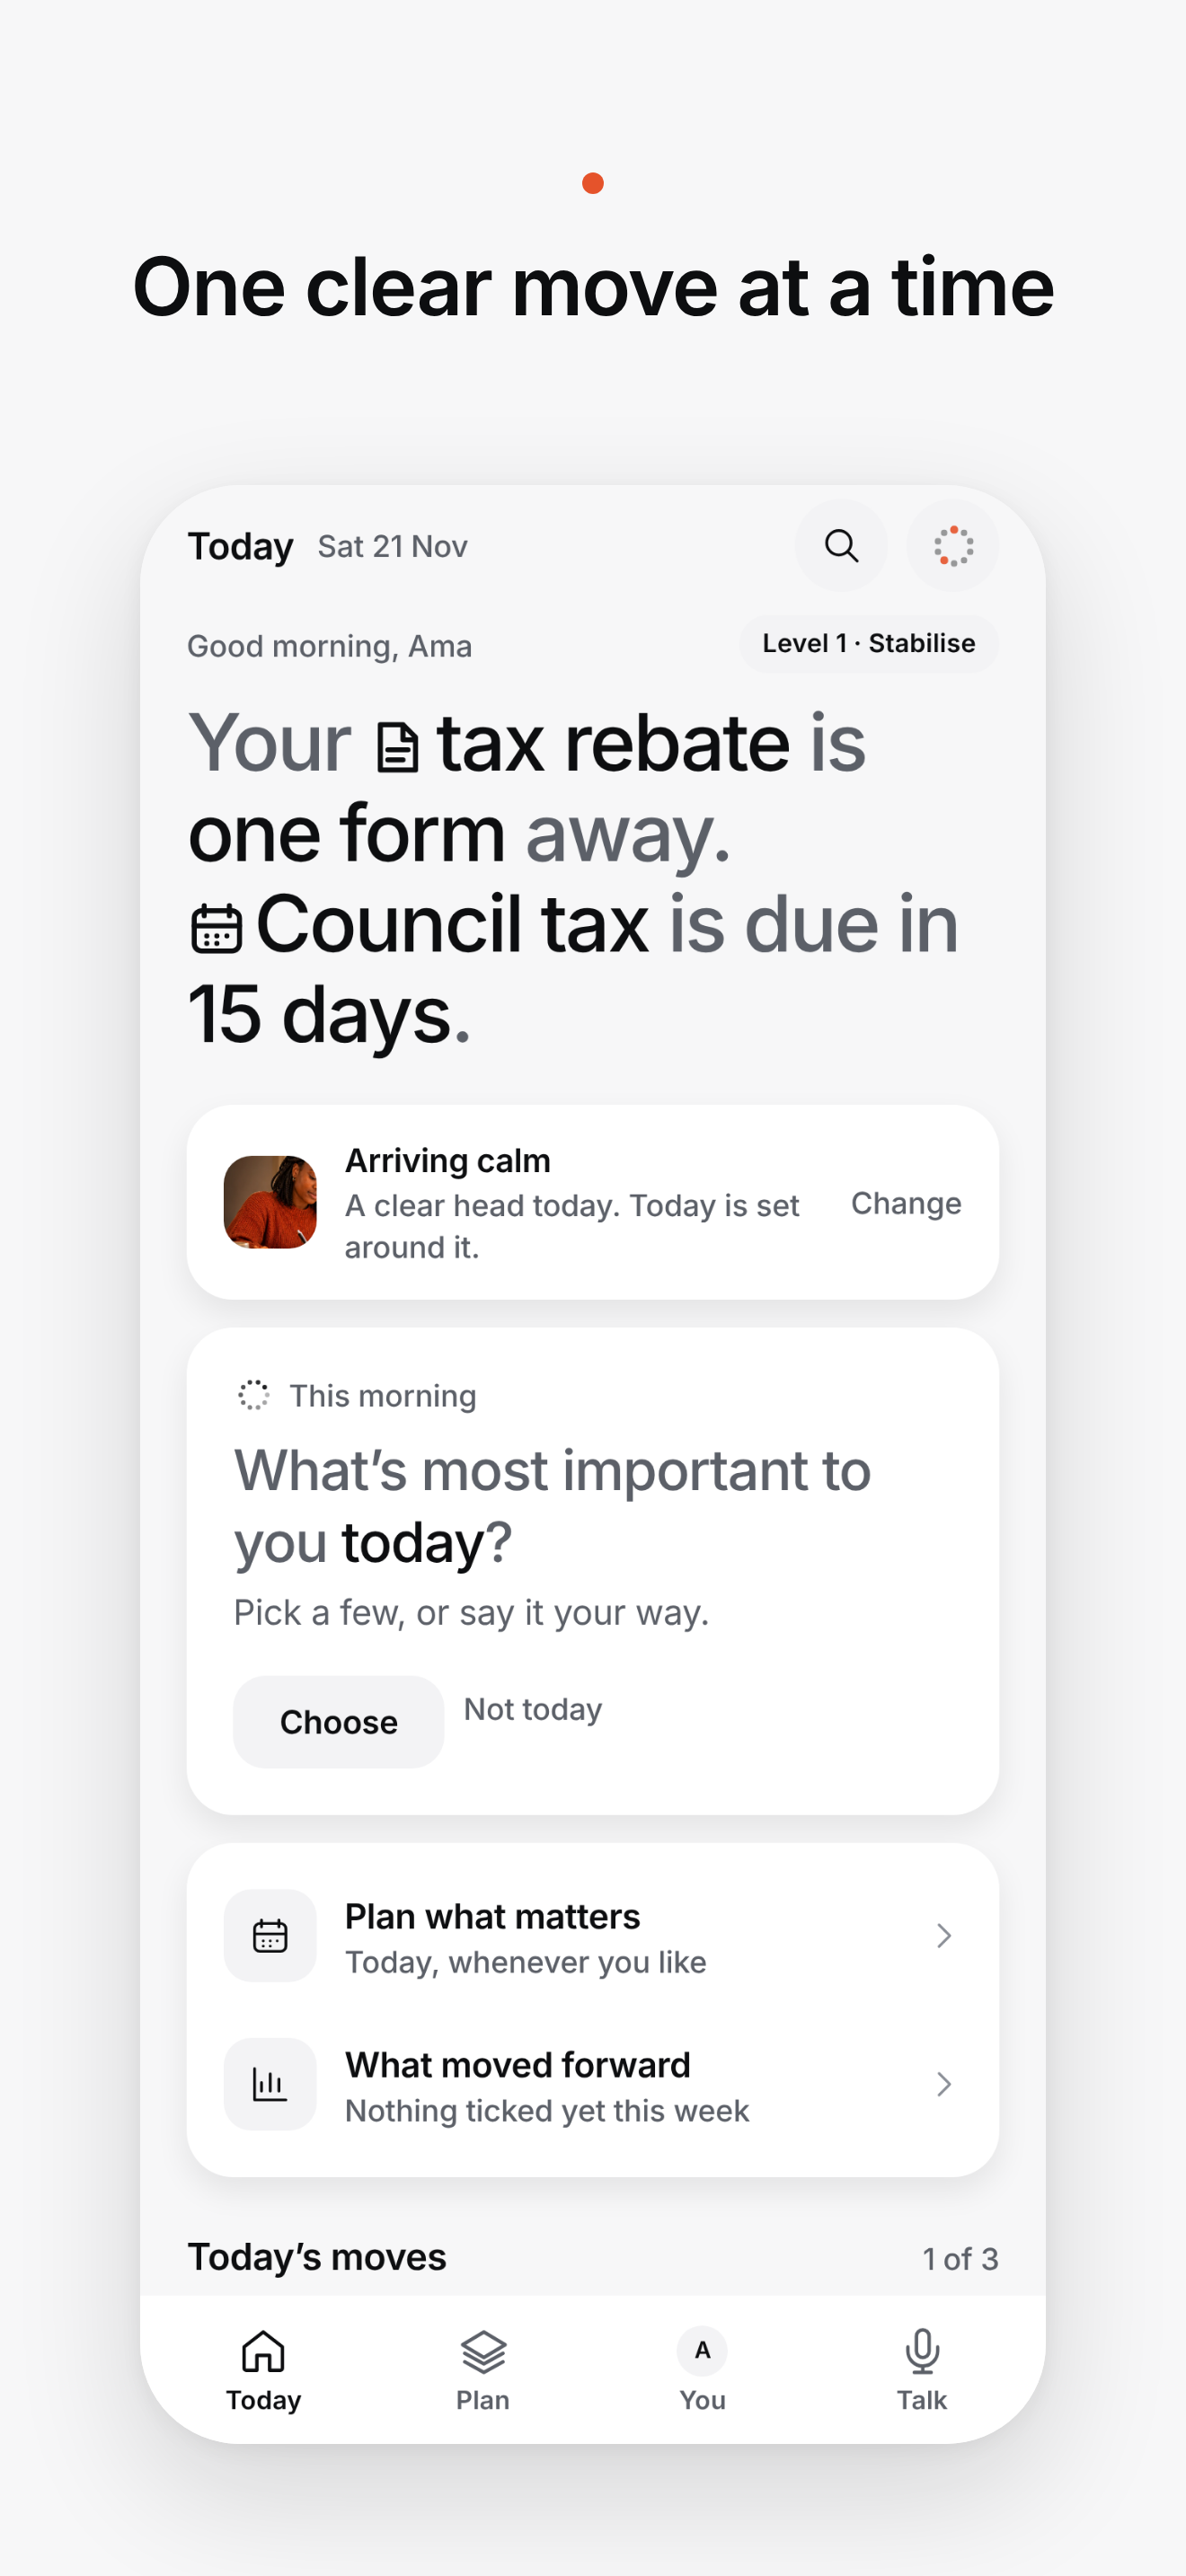 One clear move at a time
Today Sat 21 Nov
Good morning, Ama
Level 1 · Stabilise
Your tax rebate is
one form away.
Council tax is due in
15 days.
Arriving calm
A clear head today. Today is set
around it.
Change
This morning
What’s most important to
you today?
Pick a few, or say it your way.
Choose
Not today
Plan what matters
Today, whenever you like
What moved forward
Nothing ticked yet this week
Today’s moves
1 of 3
Today
Plan
A
You
Talk